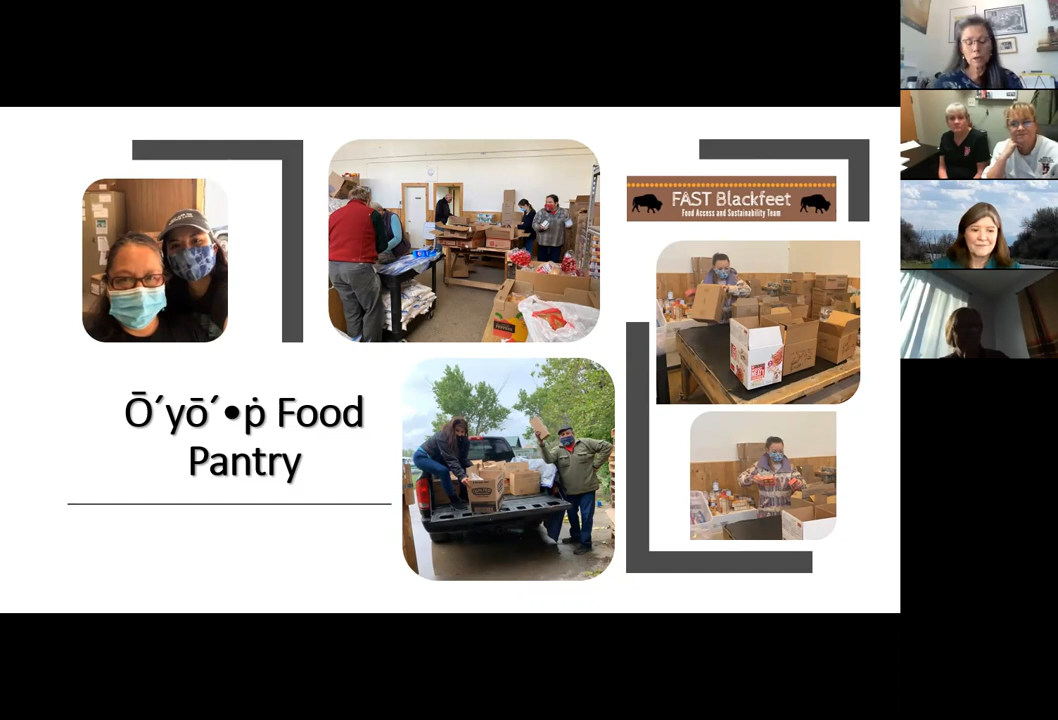 Ō´yō´•ṗ Food
Pantry
FAST Blackfeet
Food Access and Sustainability Team